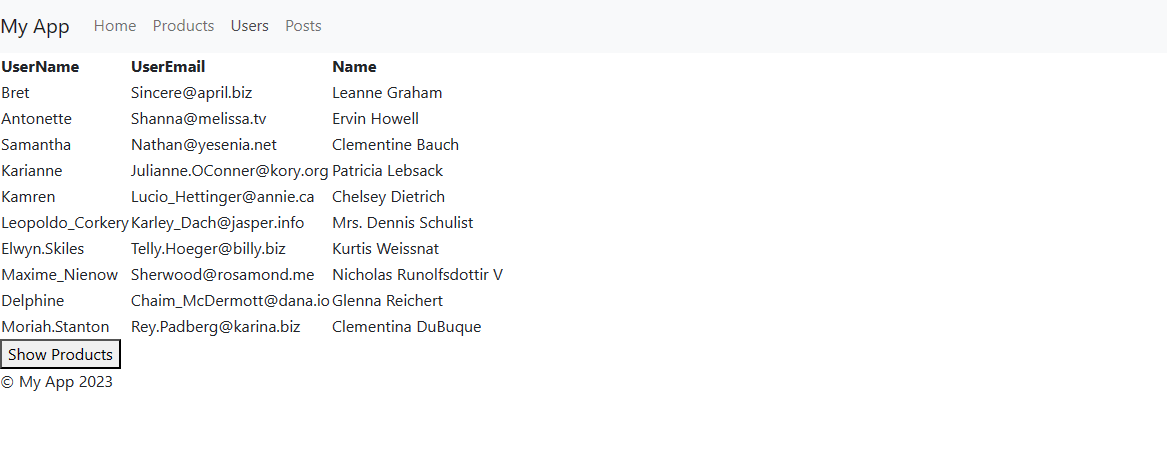 My App Home Products Users Posts
UserName UserEmail Name
Bret Sincere@april.biz Leanne Graham
Antonette Shanna@melissa.tv Ervin Howell
Samantha Nathan@yesenia.net Clementine Bauch
Karianne Julianne.OConner@kory.org Patricia Lebsack
Kamren Lucio_Hettinger@annie.ca Chelsey Dietrich
Leopoldo_Corkery Karley_Dach@jasper.info Mrs. Dennis Schulist
Elwyn.Skiles Telly.Hoeger@billy.biz Kurtis Weissnat
Maxime_Nienow Sherwood@rosamond.me Nicholas Runolfsdottir V
Delphine Chaim_McDermott@dana.io Glenna Reichert
Moriah.Stanton Rey.Padberg@karina.biz Clementina DuBuque
Show Products
© My App 2023